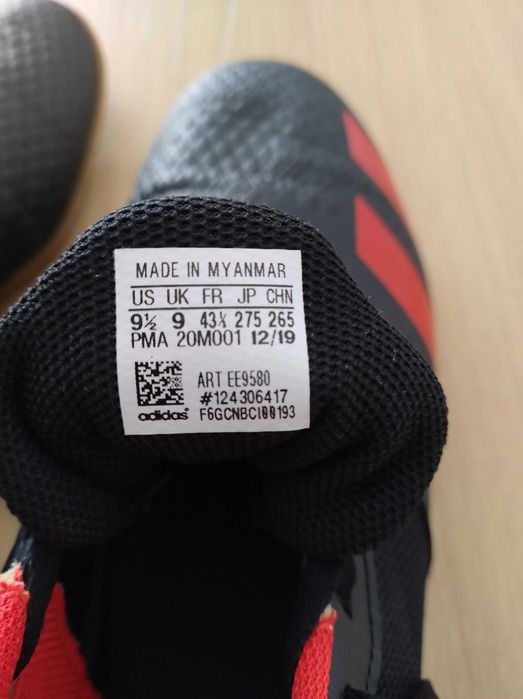 MADE IN MYANMAR
US UK FR JP CHN
9½ 9 43⅓ 275 265
PMA 20M001 12/19
ART EE9580
#124306417
adidas F6GCNBCI00193